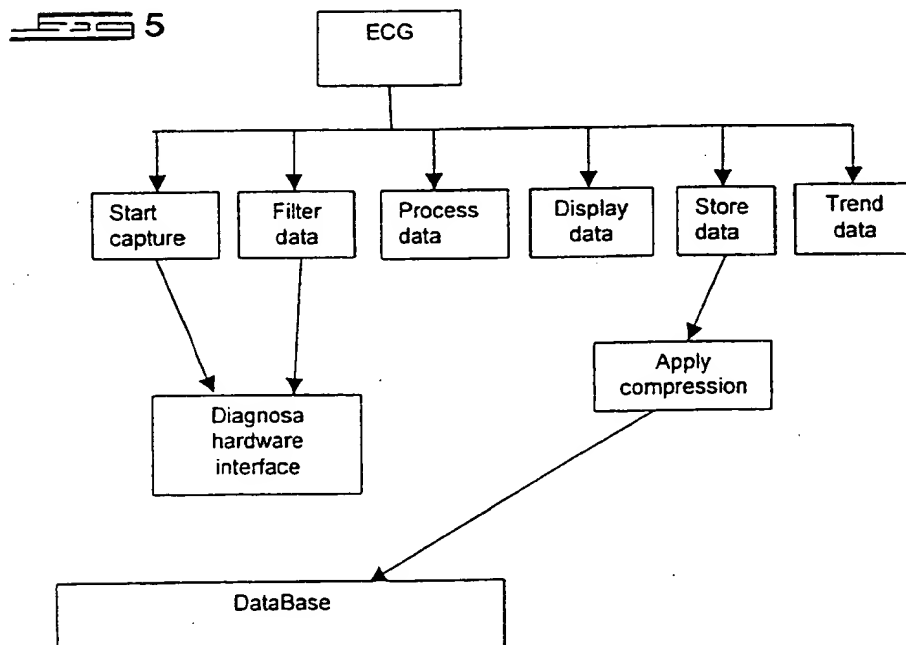 5
ECG
Start
capture
Filter
data
Process
data
Display
data
Store
data
Trend
data
Apply
compression
Diagnosa
hardware
interface
DataBase